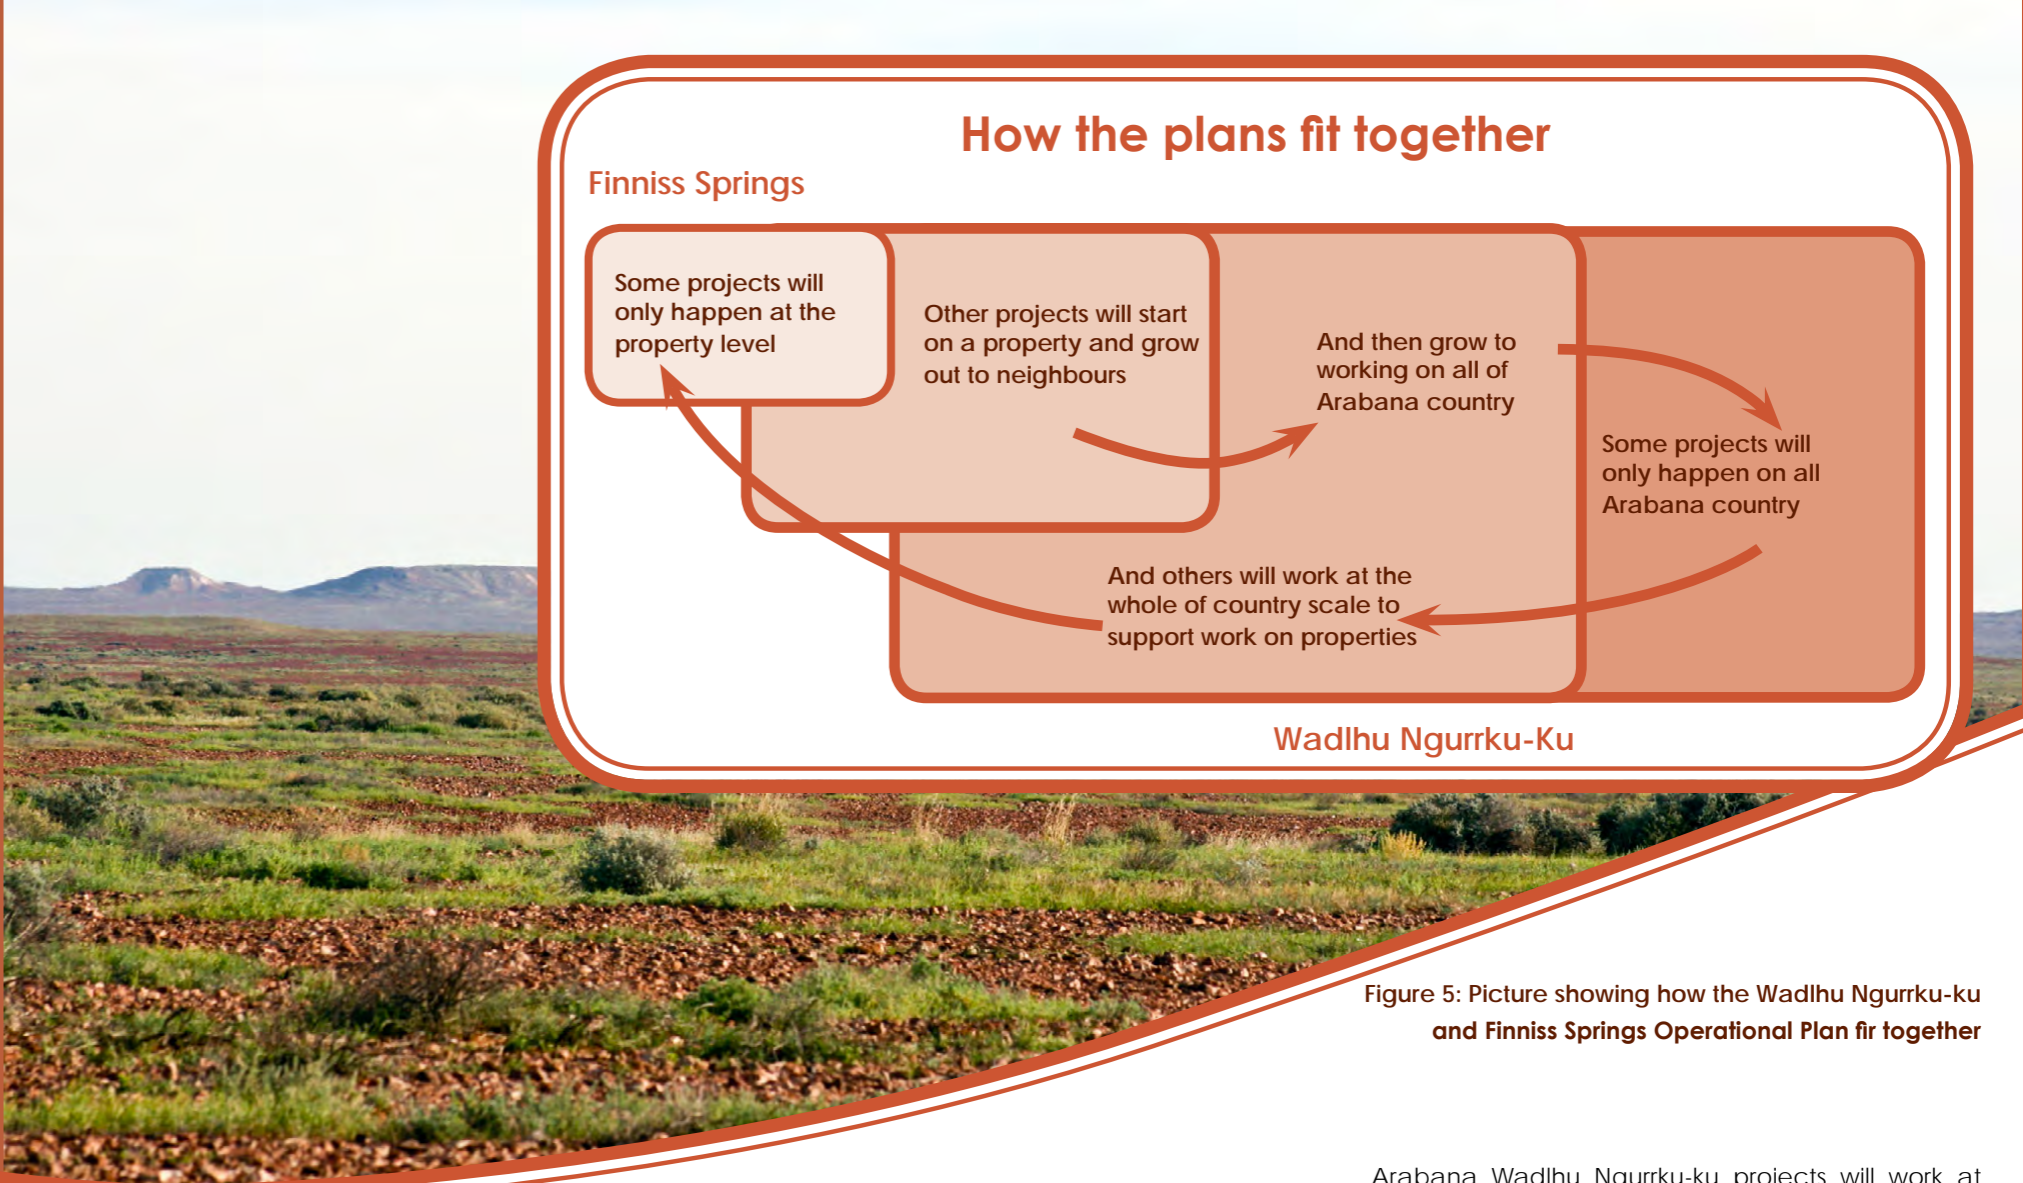 How the plans fit together
Finniss Springs
Some projects will
only happen at the
property level
Other projects will start
on a property and grow
out to neighbours
And then grow to
working on all of
Arabana country
Some projects will
only happen on all
Arabana country
And others will work at the
whole of country scale to
support work on properties
Wadlhu Ngurrku-Ku
Figure 5: Picture showing how the Wadlhu Ngurrku-ku
and Finniss Springs Operational Plan fir together
Arabana Wadlhu Ngurrku-ku projects will work at